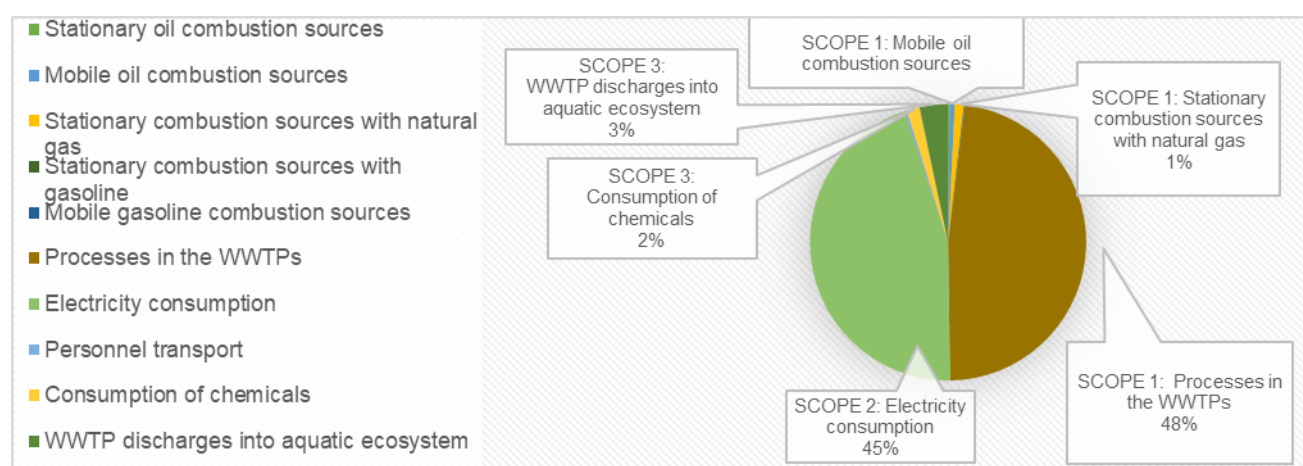 Stationary oil combustion sources
Mobile oil combustion sources
Stationary combustion sources with natural
gas
Stationary combustion sources with
gasoline
Mobile gasoline combustion sources
Processes in the WWTPs
Electricity consumption
Personnel transport
Consumption of chemicals
WWTP discharges into aquatic ecosystem
SCOPE 1: Mobile oil
combustion sources
SCOPE 3:
WWTP discharges into
aquatic ecosystem
3%
SCOPE 1: Stationary
combustion sources
with natural gas
1%
SCOPE 3:
Consumption of
chemicals
2%
SCOPE 1: Processes in
the WWTPs
48%
SCOPE 2: Electricity
consumption
45%